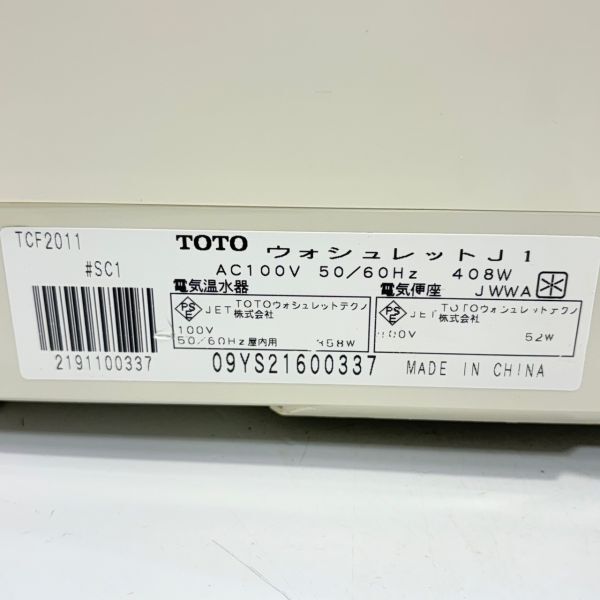 TCF2011
#SC1
2191100337
TOTO ウォシュレットJ1
AC100V 50/60Hz 408W
電気温水器
PSE JET TOTOウォシュレットテクノ
株式会社
100V
50/60Hz 屋内用 358W
電気便座 JWWA
PSE JET TOTOウォシュレットテクノ
株式会社
100V 52W
09YS21600337
MADE IN CHINA